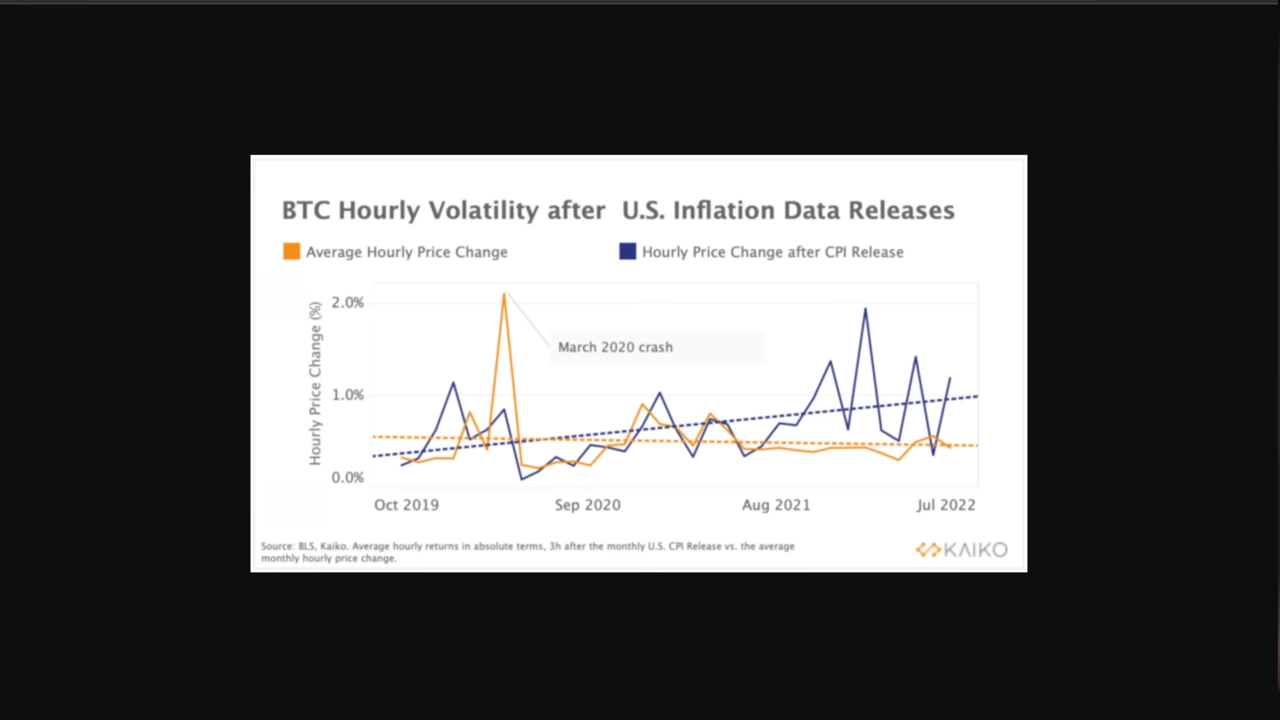 BTC Hourly Volatility after U.S. Inflation Data Releases
Average Hourly Price Change
Hourly Price Change after CPI Release
Hourly Price Change (%)
2.0%
1.0%
0.0%
March 2020 crash
Oct 2019
Sep 2020
Aug 2021
Jul 2022
Source: BLS, Kaiko. Average hourly returns in absolute terms, 3h after the monthly U.S. CPI Release vs. the average
monthly hourly price change.
KAIKO